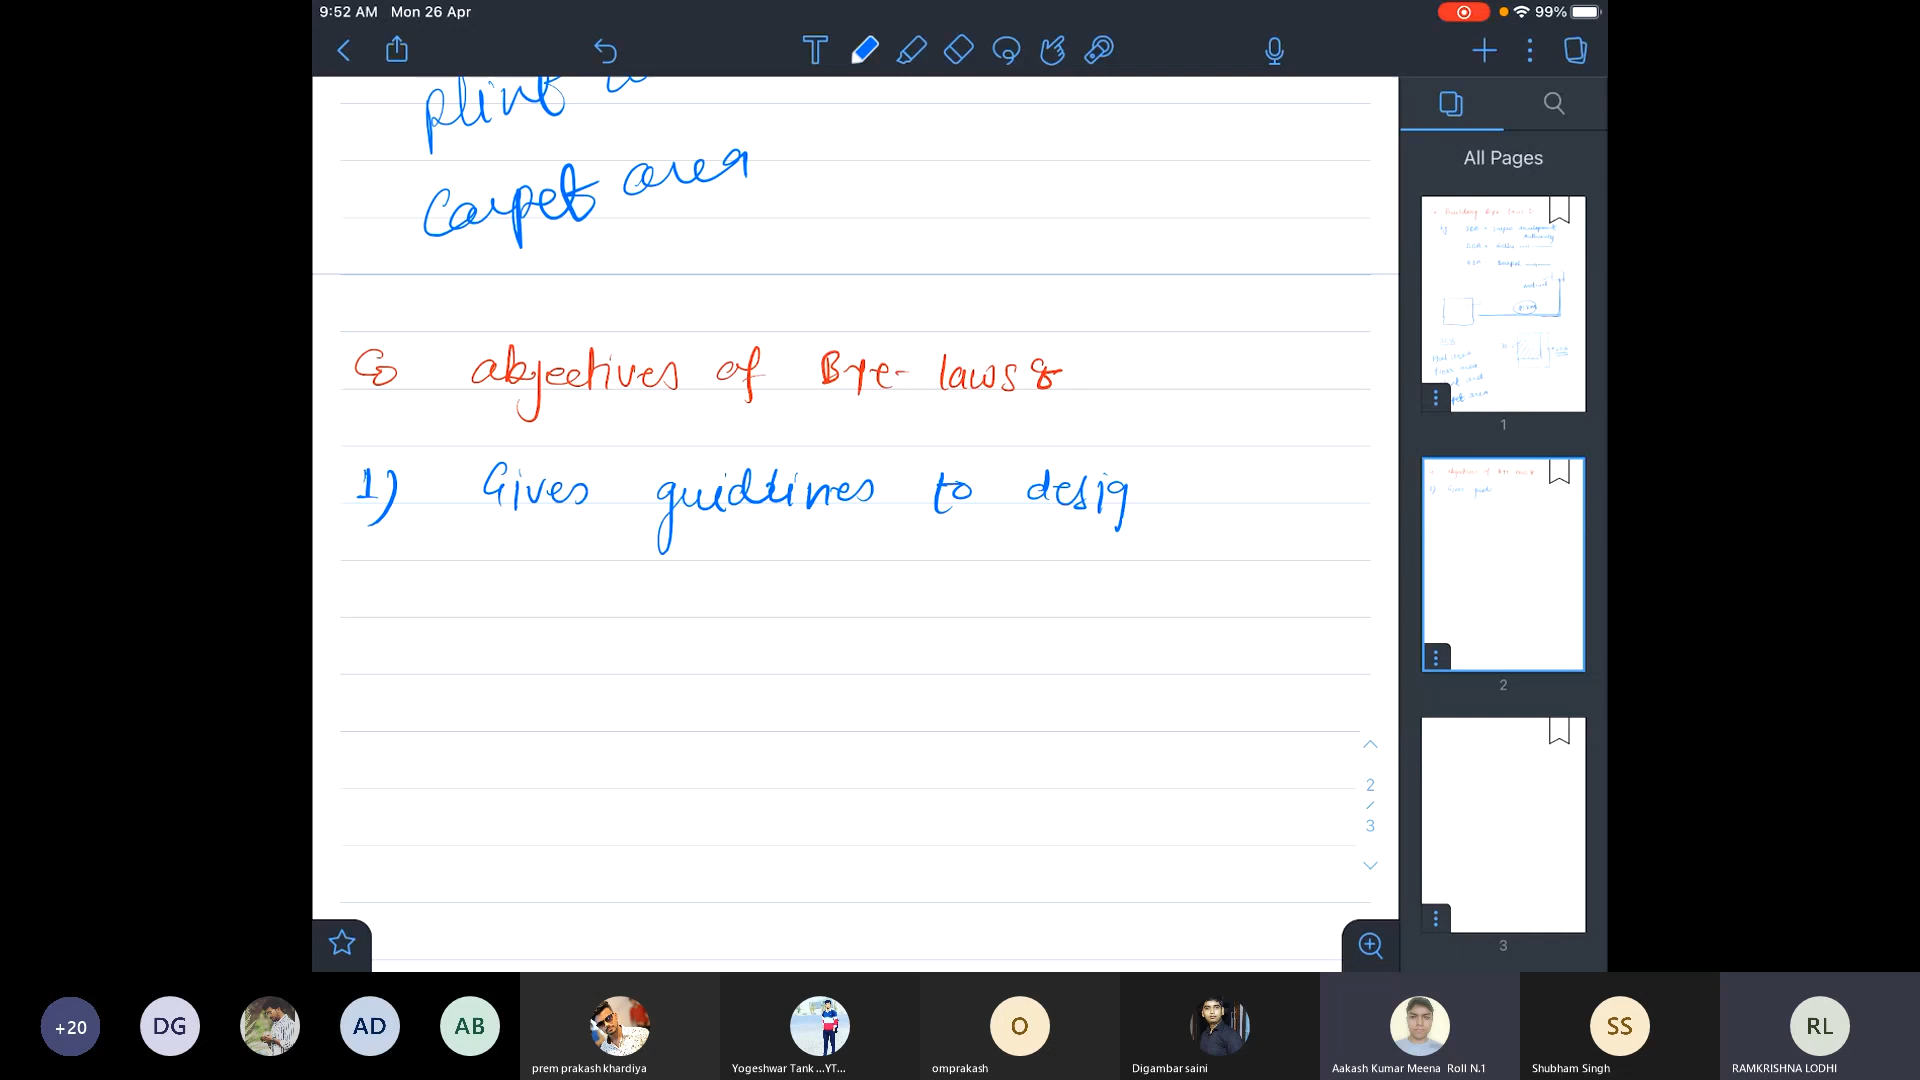 9:52 AM Mon 26 Apr
99%
plint
Carpet area
All Pages
abjectives of Bye-laws
1) Gives guidlines to desig
1
2
3
2
/
3
+20
DG
AD
AB
O
SS
RL
prem prakash khardiya
Yogeshwar Tank ...YT...
omprakash
Digambar saini
Aakash Kumar Meena Roll N.1
Shubham Singh
RAMKRISHNA LODHI